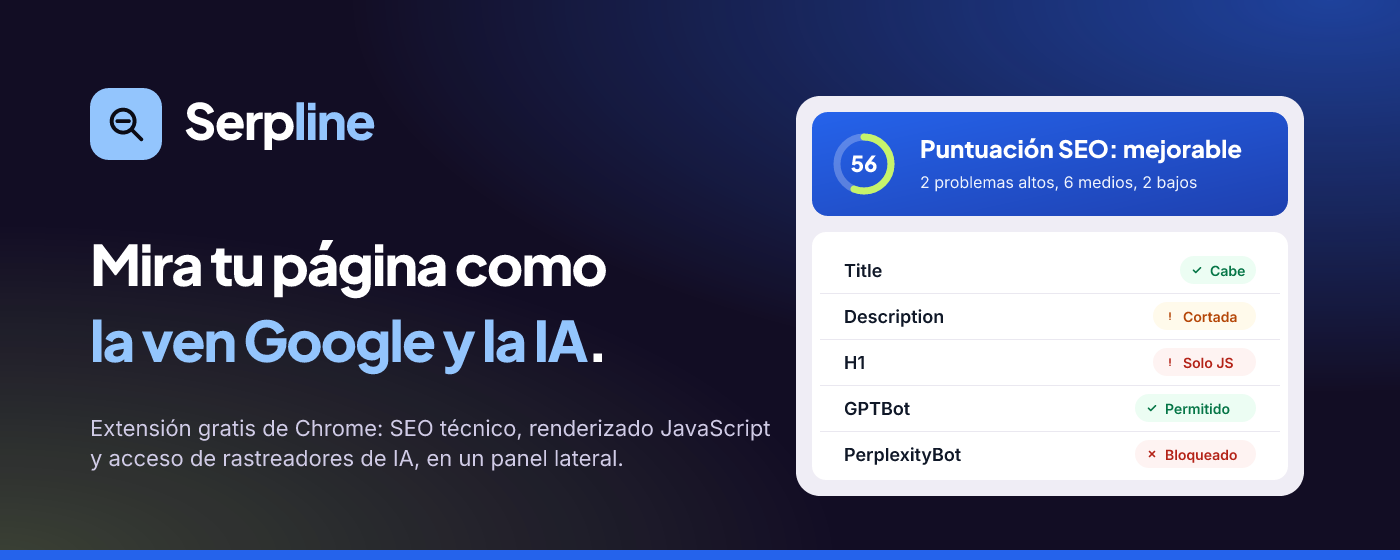 Serpline
Mira tu página como
la ven Google y la IA.
Extensión gratis de Chrome: SEO técnico, renderizado JavaScript
y acceso de rastreadores de IA, en un panel lateral.
56
Puntuación SEO: mejorable
2 problemas altos, 6 medios, 2 bajos
Title
✓ Cabe
Description
! Cortada
H1
! Solo JS
GPTBot
✓ Permitido
PerplexityBot
✕ Bloqueado